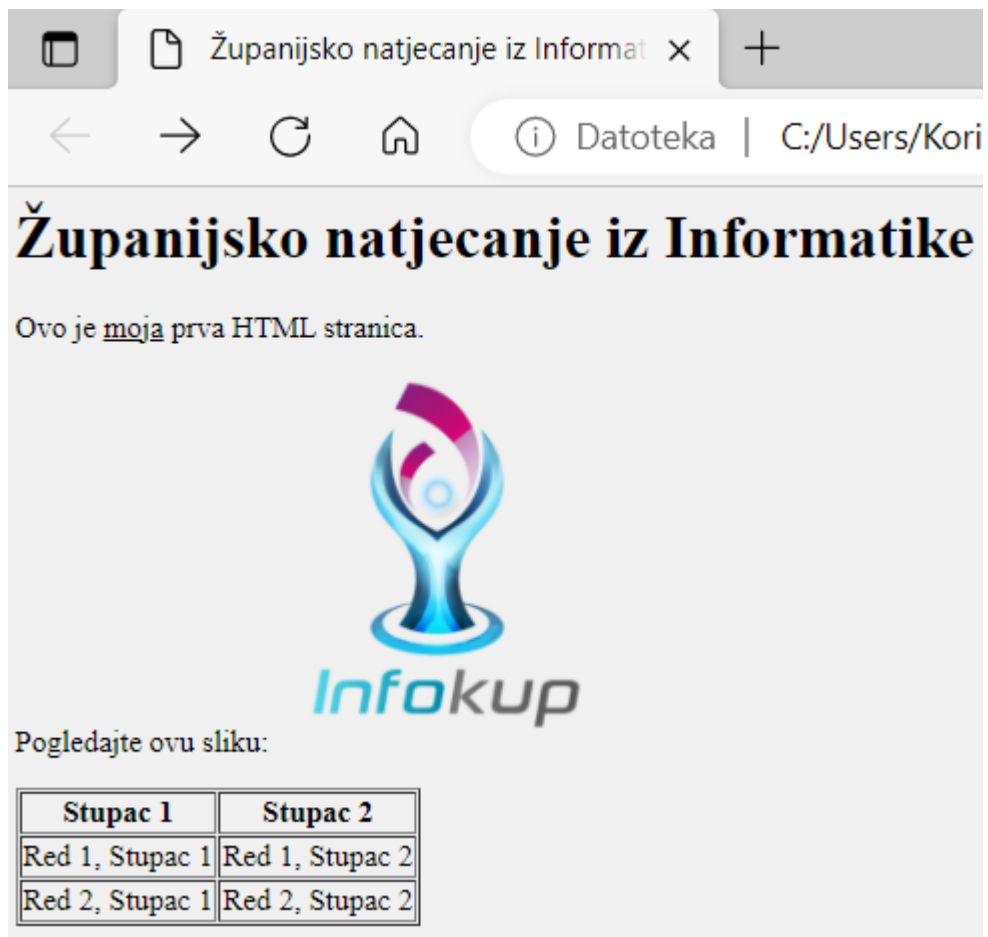 Županijsko natjecanje iz Informat
Datoteka | C:/Users/Kori
Županijsko natjecanje iz Informatike
Ovo je moja prva HTML stranica.
Infokup
Pogledajte ovu sliku:
Stupac 1 Stupac 2
Red 1, Stupac 1 Red 1, Stupac 2
Red 2, Stupac 1 Red 2, Stupac 2